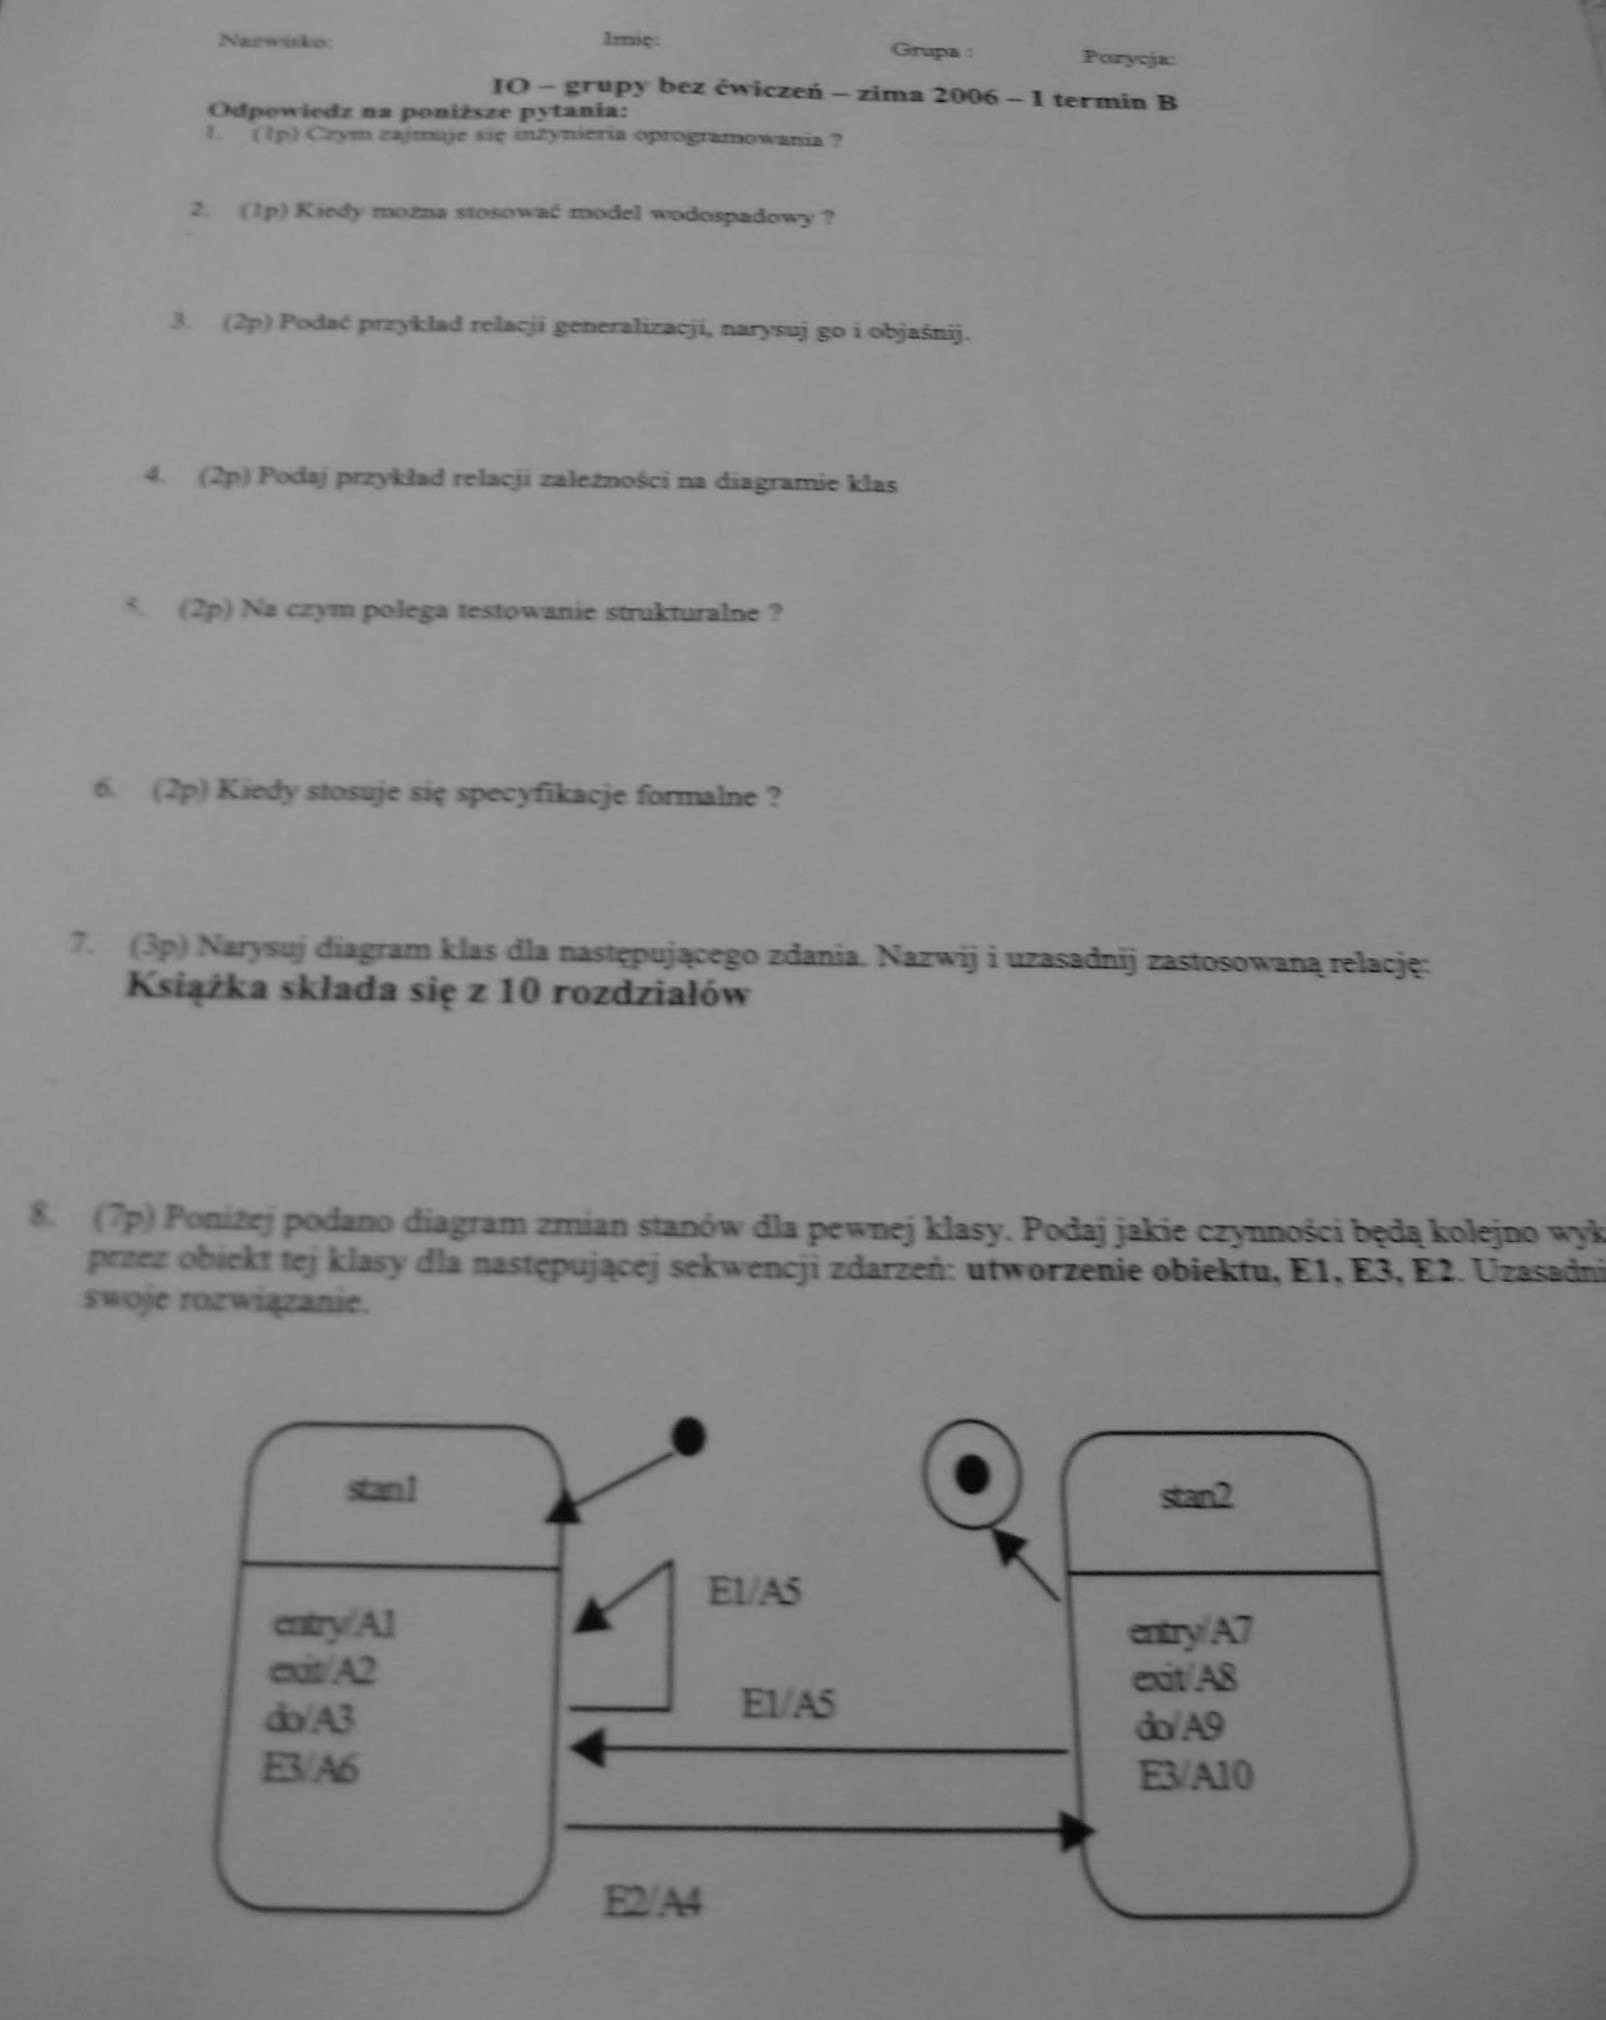 Nazwisko: Imię: Grupa : Pozycja:
IO – grupy bez ćwiczeń – zima 2006 – I termin B
Odpowiedz na poniższe pytania:
1. (1p) Czym zajmuje się inżynieria oprogramowania ?
2. (1p) Kiedy można stosować model wodospadowy ?
3. (2p) Podać przykład relacji generalizacji, narysuj go i objaśnij.
4. (2p) Podaj przykład relacji zależności na diagramie klas
5. (2p) Na czym polega testowanie strukturalne ?
6. (2p) Kiedy stosuje się specyfikacje formalne ?
7. (3p) Narysuj diagram klas dla następującego zdania. Nazwij i uzasadnij zastosowaną relację:
Książka składa się z 10 rozdziałów
8. (7p) Poniżej podano diagram zmian stanów dla pewnej klasy. Podaj jakie czynności będą kolejno wyk
przez obiekt tej klasy dla następującej sekwencji zdarzeń: utworzenie obiektu, E1, E3, E2. Uzasadni
swoje rozwiązanie.
stan1
entry/A1
exit/A2
do/A3
E3/A6
E1/A5
E1/A5
E2/A4
stan2
entry/A7
exit/A8
do/A9
E3/A10